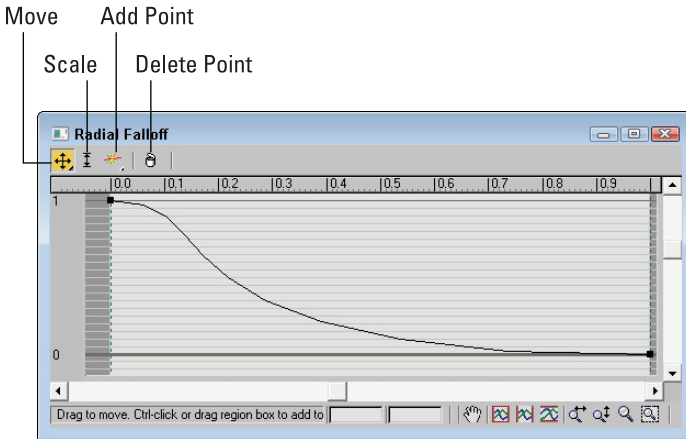 Move Add Point
Scale Delete Point
Radial Falloff
0.0 0.1 0.2 0.3 0.4 0.5 0.6 0.7 0.8 0.9
1
0
Drag to move. Ctrl-click or drag region box to add to